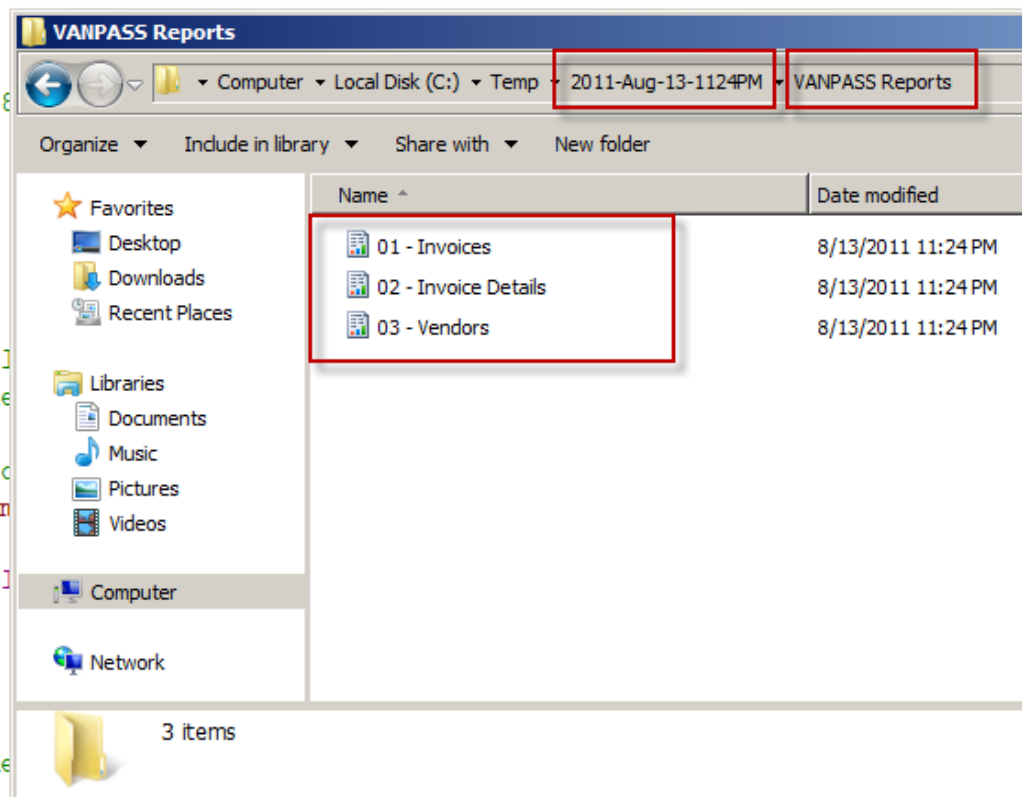 VANPASS Reports
Computer Local Disk (C:) Temp 2011-Aug-13-1124PM VANPASS Reports
Organize Include in library Share with New folder
Name Date modified
Favorites
Desktop
Downloads
Recent Places
Libraries
Documents
Music
Pictures
Videos
Computer
Network
01 - Invoices 8/13/2011 11:24 PM
02 - Invoice Details 8/13/2011 11:24 PM
03 - Vendors 8/13/2011 11:24 PM
3 items